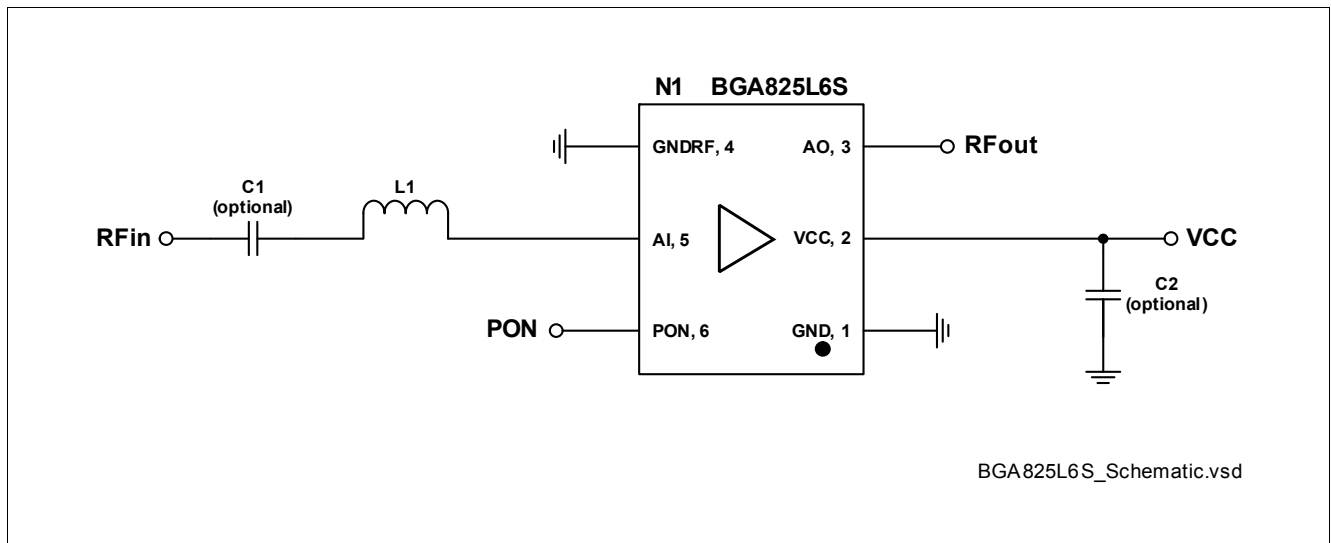 N1 BGA825L6S
GNDRF, 4
AO, 3
RFout
C1
(optional)
L1
RFin
AI, 5
VCC, 2
VCC
C2
(optional)
PON
PON, 6
GND, 1
BGA825L6S_Schematic.vsd